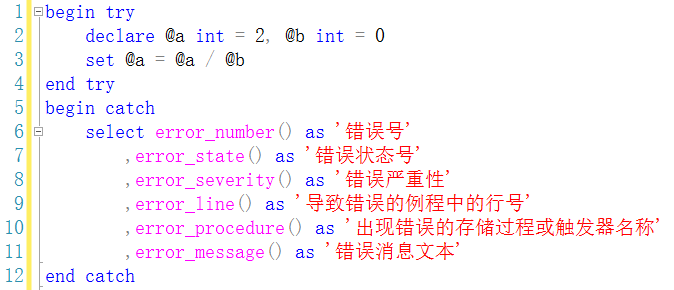 1 begin try
2 declare @a int = 2, @b int = 0
3 set @a = @a / @b
4 end try
5 begin catch
6 select error_number() as '错误号'
7 ,error_state() as '错误状态号'
8 ,error_severity() as '错误严重性'
9 ,error_line() as '导致错误的例程中的行号'
10 ,error_procedure() as '出现错误的存储过程或触发器名称'
11 ,error_message() as '错误消息文本'
12 end catch